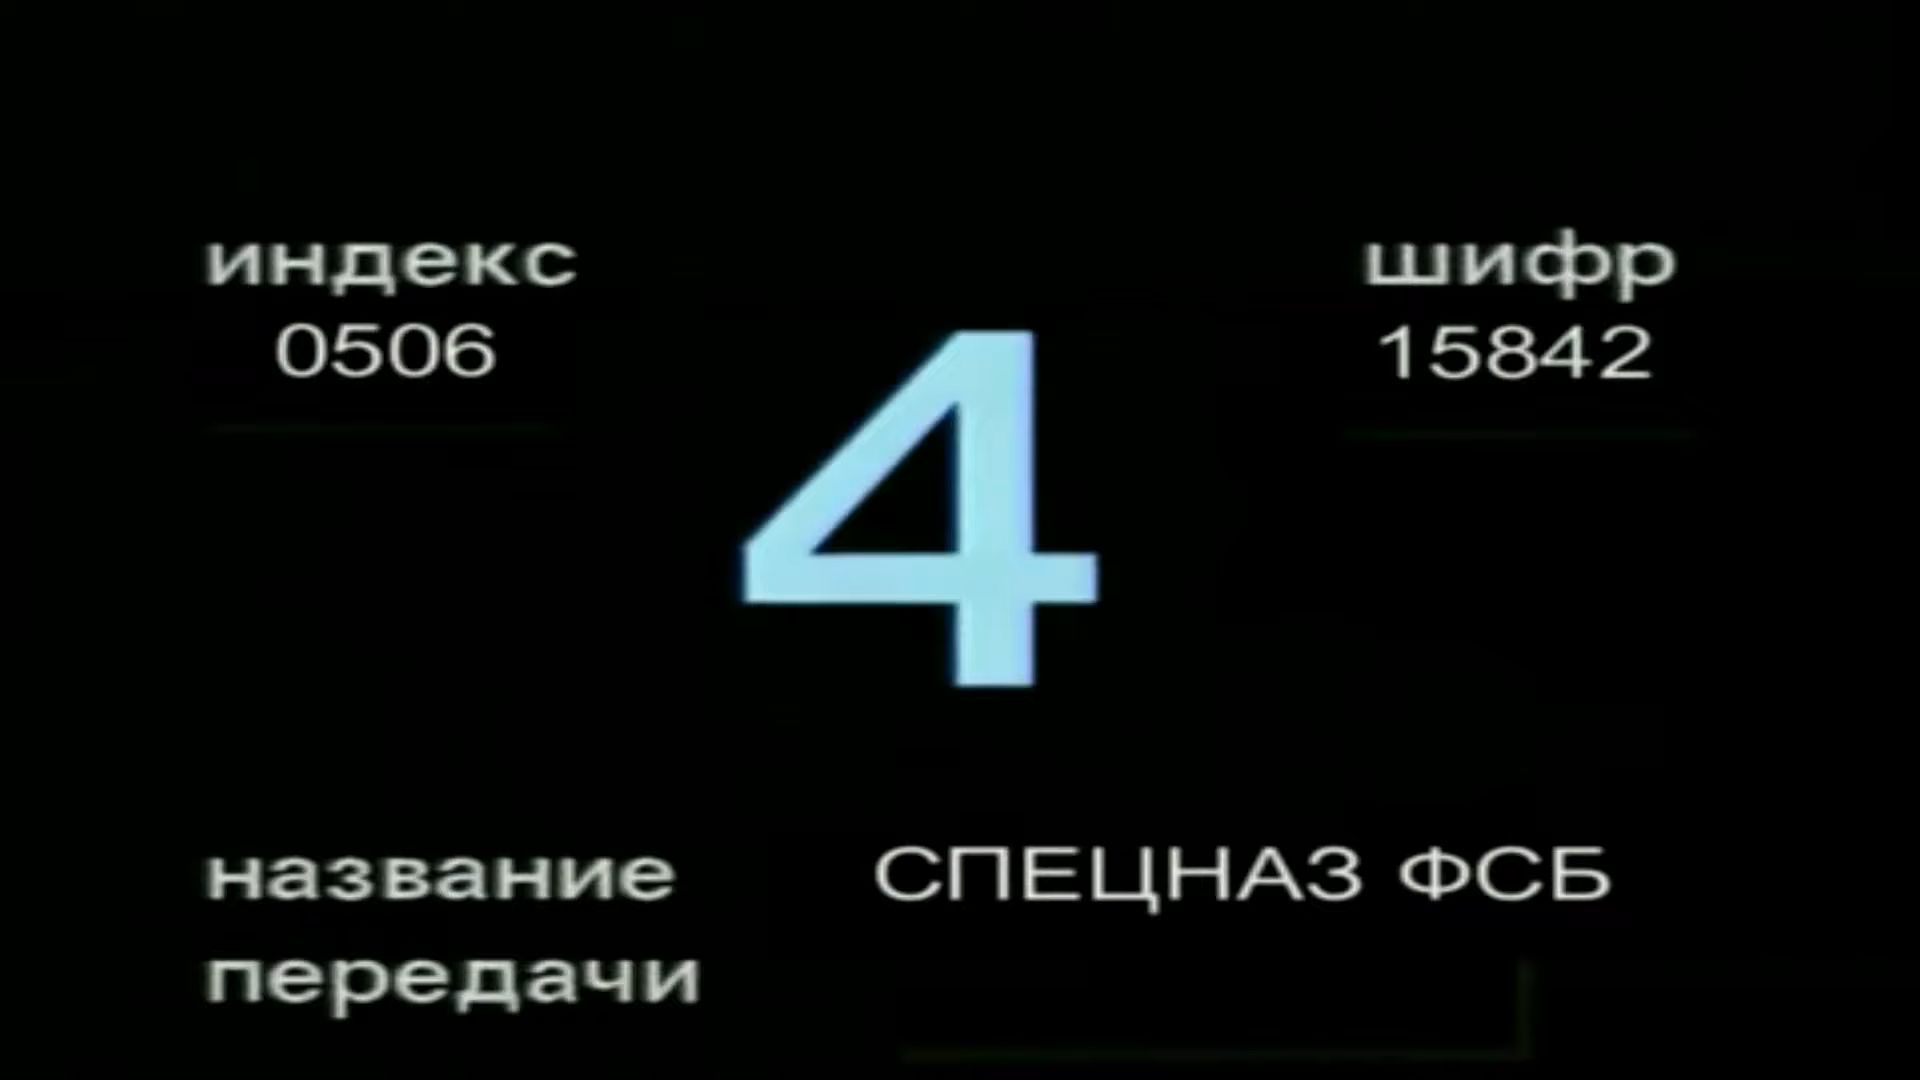 индекс
0506
шифр
15842
4
название
передачи
СПЕЦНАЗ ФСБ